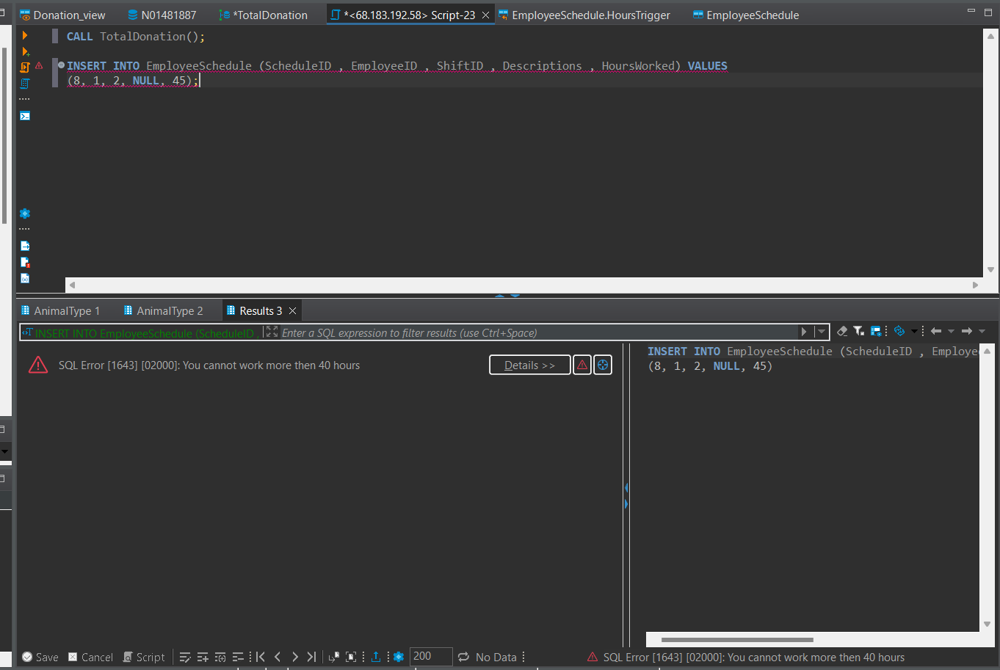 Donation_view N01481887 *TotalDonation *<68.183.192.58> Script-23 EmployeeSchedule.HoursTrigger EmployeeSchedule
CALL TotalDonation();
INSERT INTO EmployeeSchedule (ScheduleID , EmployeeID , ShiftID , Descriptions , HoursWorked) VALUES
(8, 1, 2, NULL, 45);
AnimalType 1 AnimalType 2 Results 3
INSERT INTO EmployeeSchedule (ScheduleID , Enter a SQL expression to filter results (use Ctrl+Space)
SQL Error [1643] [02000]: You cannot work more then 40 hours Details >>
INSERT INTO EmployeeSchedule (ScheduleID , Employe
(8, 1, 2, NULL, 45)
Save Cancel Script 200 No Data SQL Error [1643] [02000]: You cannot work more then 40 hours